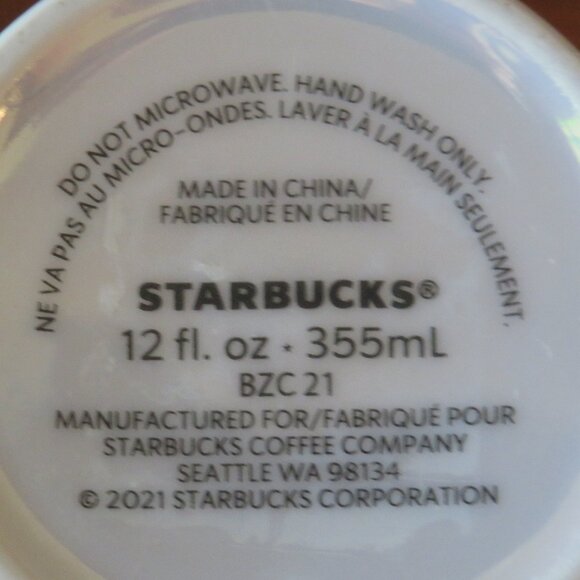 DO NOT MICROWAVE. HAND WASH ONLY.
NE VA PAS AU MICRO-ONDES. LAVER À LA MAIN SEULEMENT.
MADE IN CHINA/
FABRIQUÉ EN CHINE
STARBUCKS®
12 fl. oz · 355mL
BZC 21
MANUFACTURED FOR/FABRIQUÉ POUR
STARBUCKS COFFEE COMPANY
SEATTLE WA 98134
© 2021 STARBUCKS CORPORATION